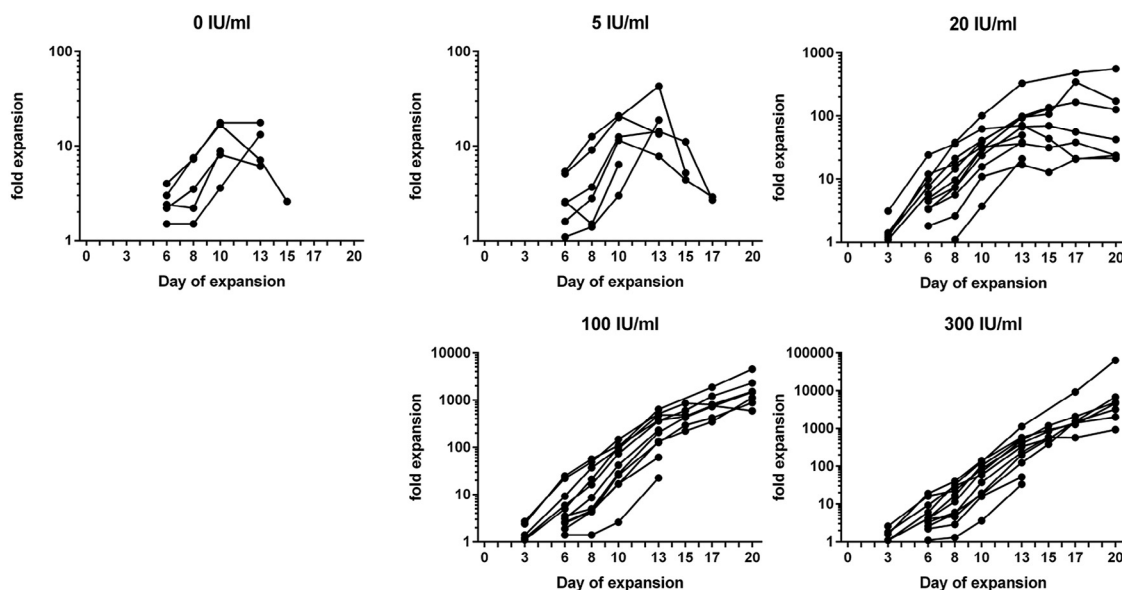 0 IU/ml
5 IU/ml
20 IU/ml
fold expansion
100
10
1
0 3 6 8 10 13 15 17 20
Day of expansion
fold expansion
100
10
1
0 3 6 8 10 13 15 17 20
Day of expansion
fold expansion
1000
100
10
1
0 3 6 8 10 13 15 17 20
Day of expansion
100 IU/ml
300 IU/ml
fold expansion
10000
1000
100
10
1
0 3 6 8 10 13 15 17 20
Day of expansion
fold expansion
100000
10000
1000
100
10
1
0 3 6 8 10 13 15 17 20
Day of expansion